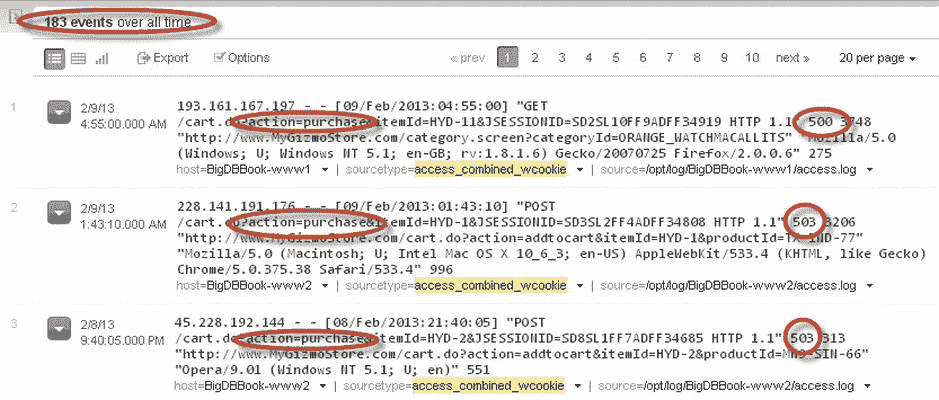 183 events over all time
Export Options « prev 1 2 3 4 5 6 7 8 9 10 next » 20 per page
1 2/9/13 193.161.167.197 - - [09/Feb/2013:04:55:00] "GET
4:55:00.000 AM /cart.do?action=purchase&itemId=HYD-11&JSESSIONID=SD2SL10FF9ADFF34919 HTTP 1.1" 500 3748
"http://www.MyGizmoStore.com/category.screen?categoryId=ORANGE_WATCHMACALLITS" "Mozilla/5.0
(Windows; U; Windows NT 5.1; en-GB; rv:1.8.1.6) Gecko/20070725 Firefox/2.0.0.6" 275
host=BigDBBook-www1 | sourcetype=access_combined_wcookie | source=/opt/log/BigDBBook-www1/access.log
2 2/9/13 228.141.191.176 - - [09/Feb/2013:01:43:10] "POST
1:43:10.000 AM /cart.do?action=purchase&itemId=HYD-1&JSESSIONID=SD3SL2FF4ADFF34808 HTTP 1.1" 503 3206
"http://www.MyGizmoStore.com/cart.do?action=addtocart&itemId=HYD-1&productId= -77"
"Mozilla/5.0 (Macintosh; U; Intel Mac OS X 10_6_3; en-US) AppleWebKit/533.4 (KHTML, like Gecko)
Chrome/5.0.375.38 Safari/533.4" 996
host=BigDBBook-www2 | sourcetype=access_combined_wcookie | source=/opt/log/BigDBBook-www2/access.log
3 2/8/13 45.228.192.144 - - [08/Feb/2013:21:40:05] "POST
9:40:05.000 PM /cart.do?action=purchase&itemId=HYD-2&JSESSIONID=SD8SL1FF7ADFF34685 HTTP 1.1" 503 313
"http://www.MyGizmoStore.com/cart.do?action=addtocart&itemId=HYD-2&productId= SIN-66"
"Opera/9.01 (Windows NT 5.1; U; en)" 551
host=BigDBBook-www2 | sourcetype=access_combined_wcookie | source=/opt/log/BigDBBook-www2/access.log